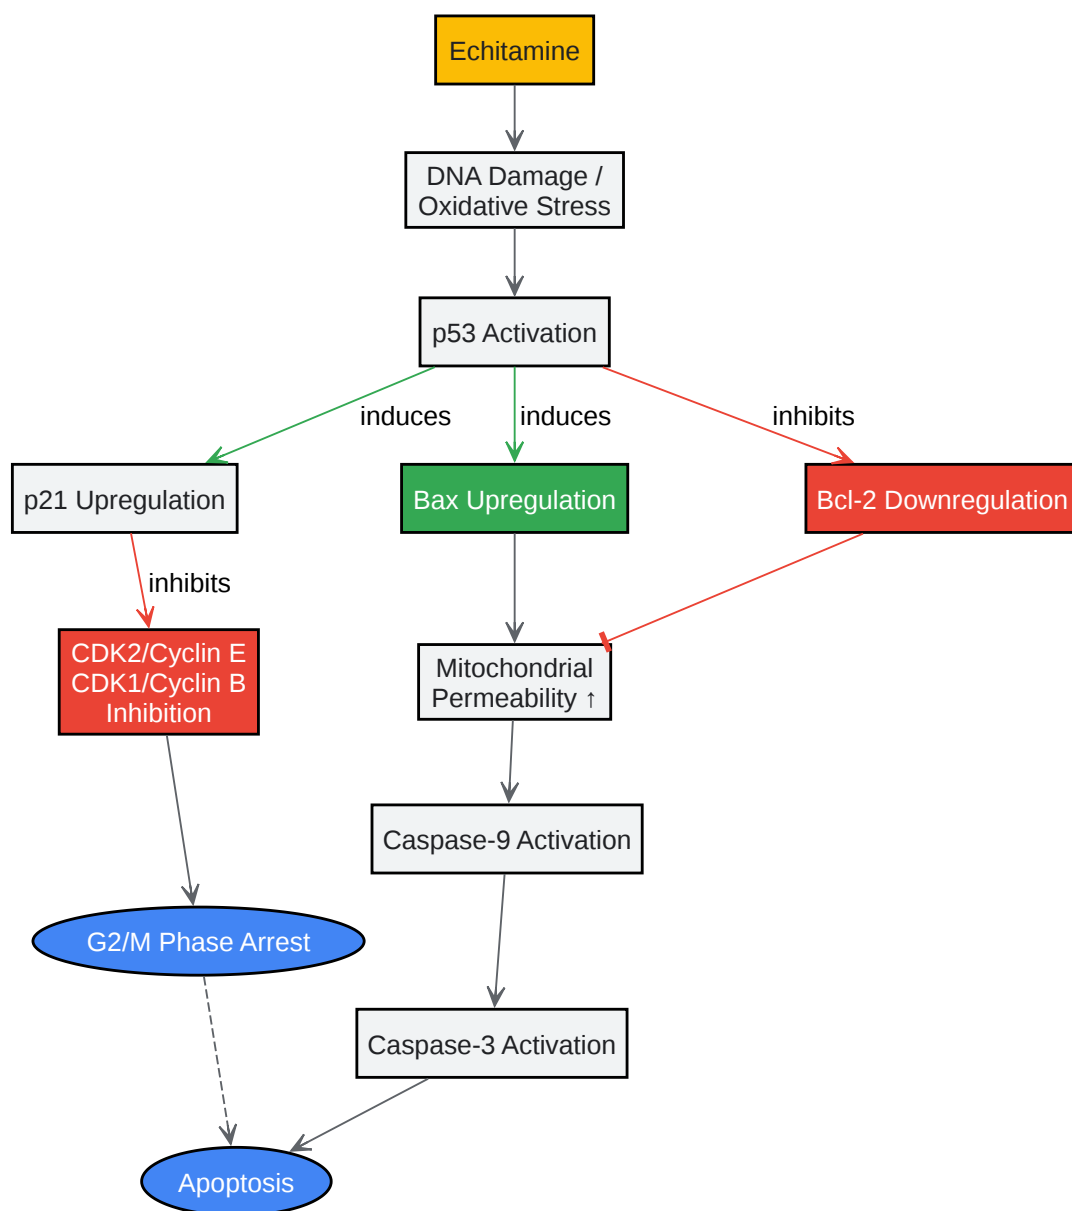 Echitamine
DNA Damage /
Oxidative Stress
p53 Activation
induces
induces
inhibits
p21 Upregulation
Bax Upregulation
Bcl-2 Downregulation
inhibits
CDK2/Cyclin E
CDK1/Cyclin B
Inhibition
Mitochondrial
Permeability ↑
Caspase-9 Activation
G2/M Phase Arrest
Caspase-3 Activation
Apoptosis